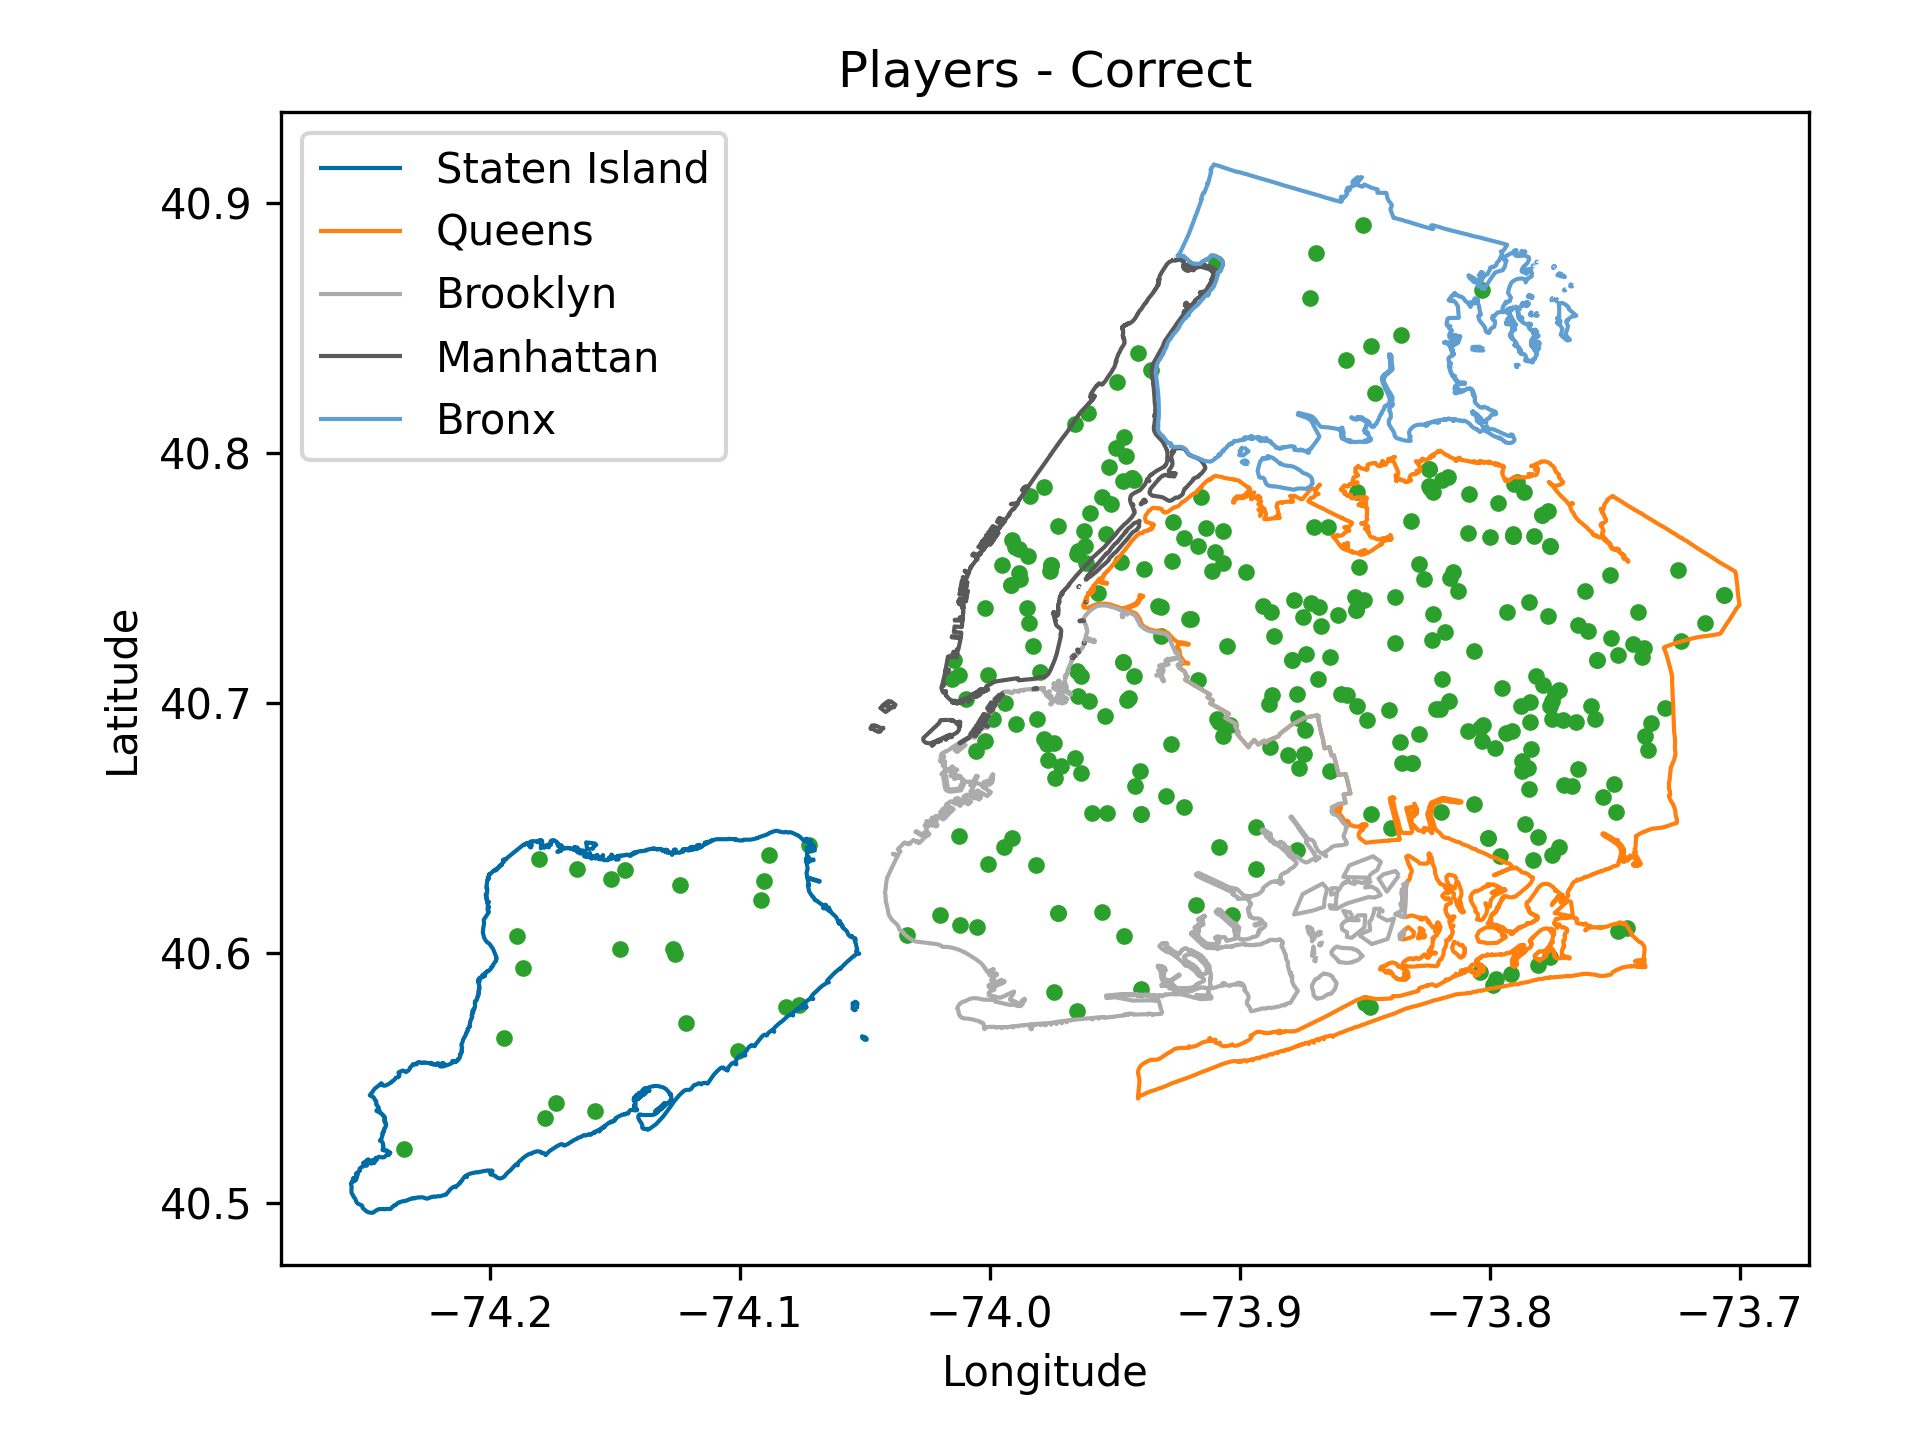 Players - Correct
Staten Island
Queens
Brooklyn
Manhattan
Bronx
40.9
40.8
40.7
40.6
40.5
Latitude
−74.2 −74.1 −74.0 −73.9 −73.8 −73.7
Longitude